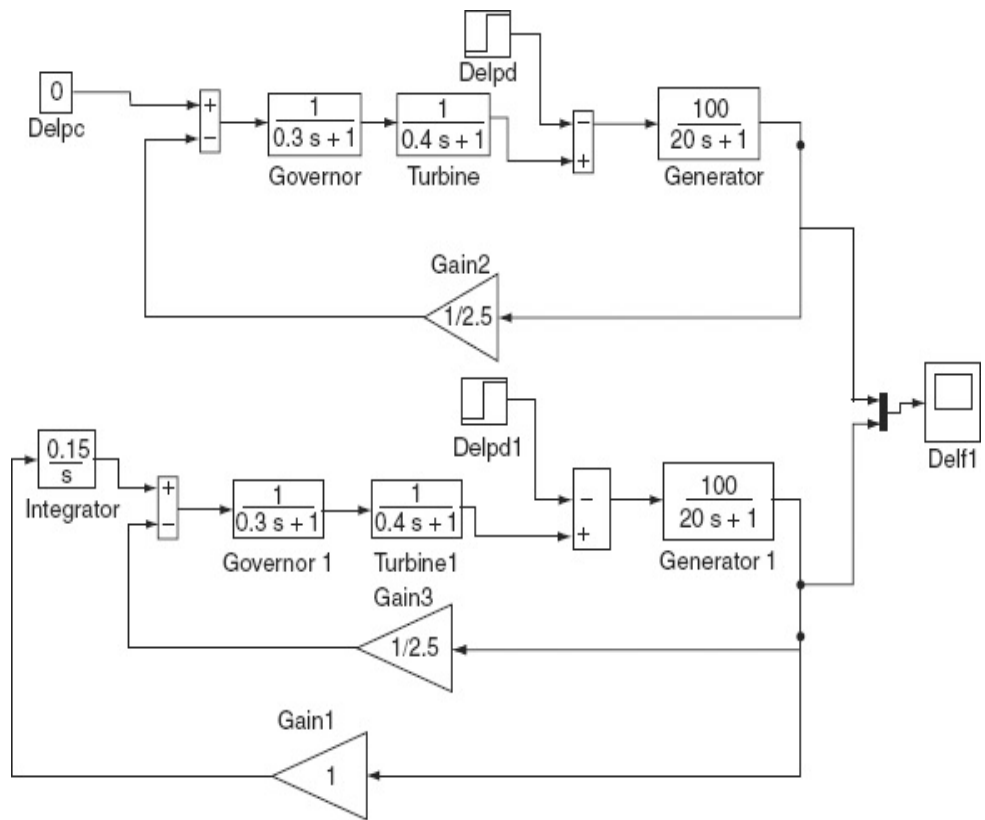 Delpd
0
Delpc
+
−
1
0.3 s + 1
Governor
1
0.4 s + 1
Turbine
−
+
100
20 s + 1
Generator
Gain2
1/2.5
Delpd1
0.15
s
Integrator
+
−
1
0.3 s + 1
Governor 1
1
0.4 s + 1
Turbine1
−
+
100
20 s + 1
Generator 1
Delf1
Gain3
1/2.5
Gain1
1